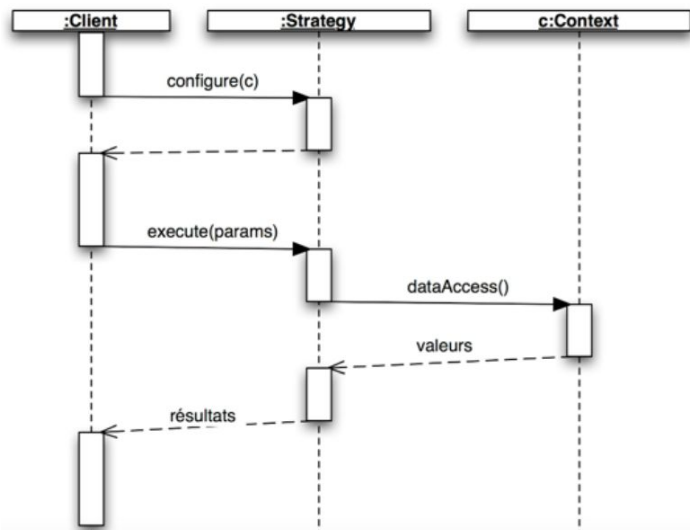 :Client
:Strategy
c:Context
configure(c)
execute(params)
dataAccess()
valeurs
résultats